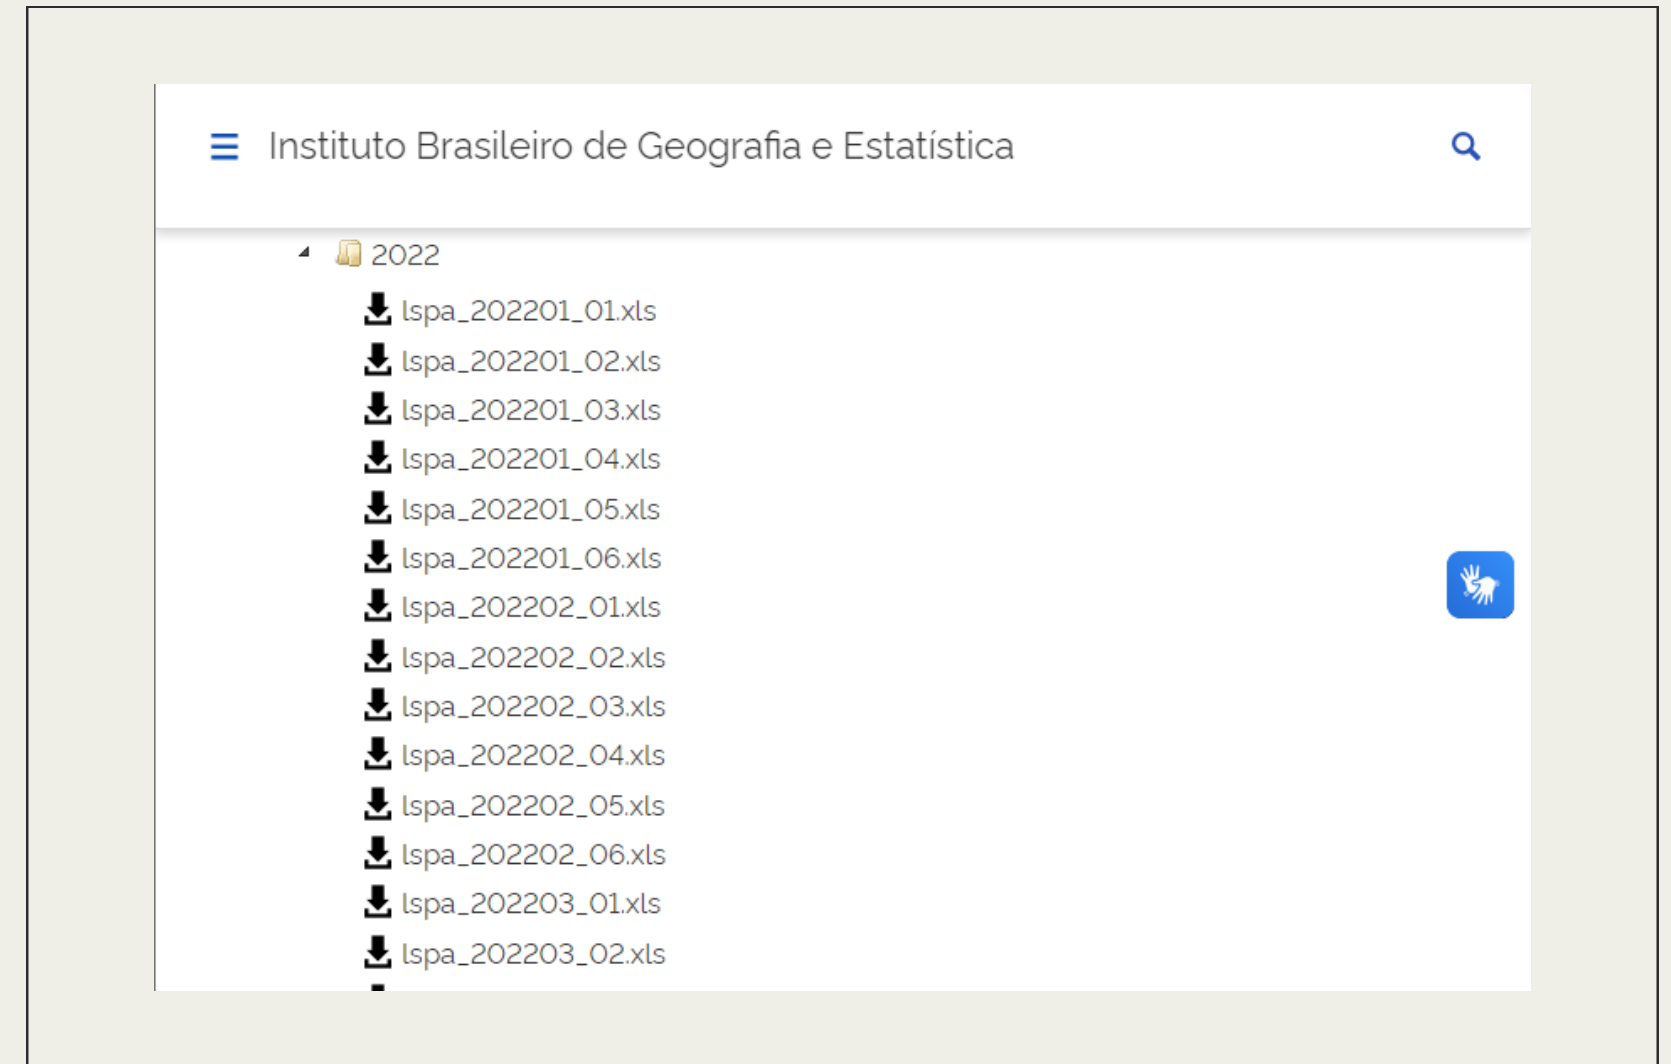 Instituto Brasileiro de Geografia e Estatística
2022
lspa_202201_01.xls
lspa_202201_02.xls
lspa_202201_03.xls
lspa_202201_04.xls
lspa_202201_05.xls
lspa_202201_06.xls
lspa_202202_01.xls
lspa_202202_02.xls
lspa_202202_03.xls
lspa_202202_04.xls
lspa_202202_05.xls
lspa_202202_06.xls
lspa_202203_01.xls
lspa_202203_02.xls